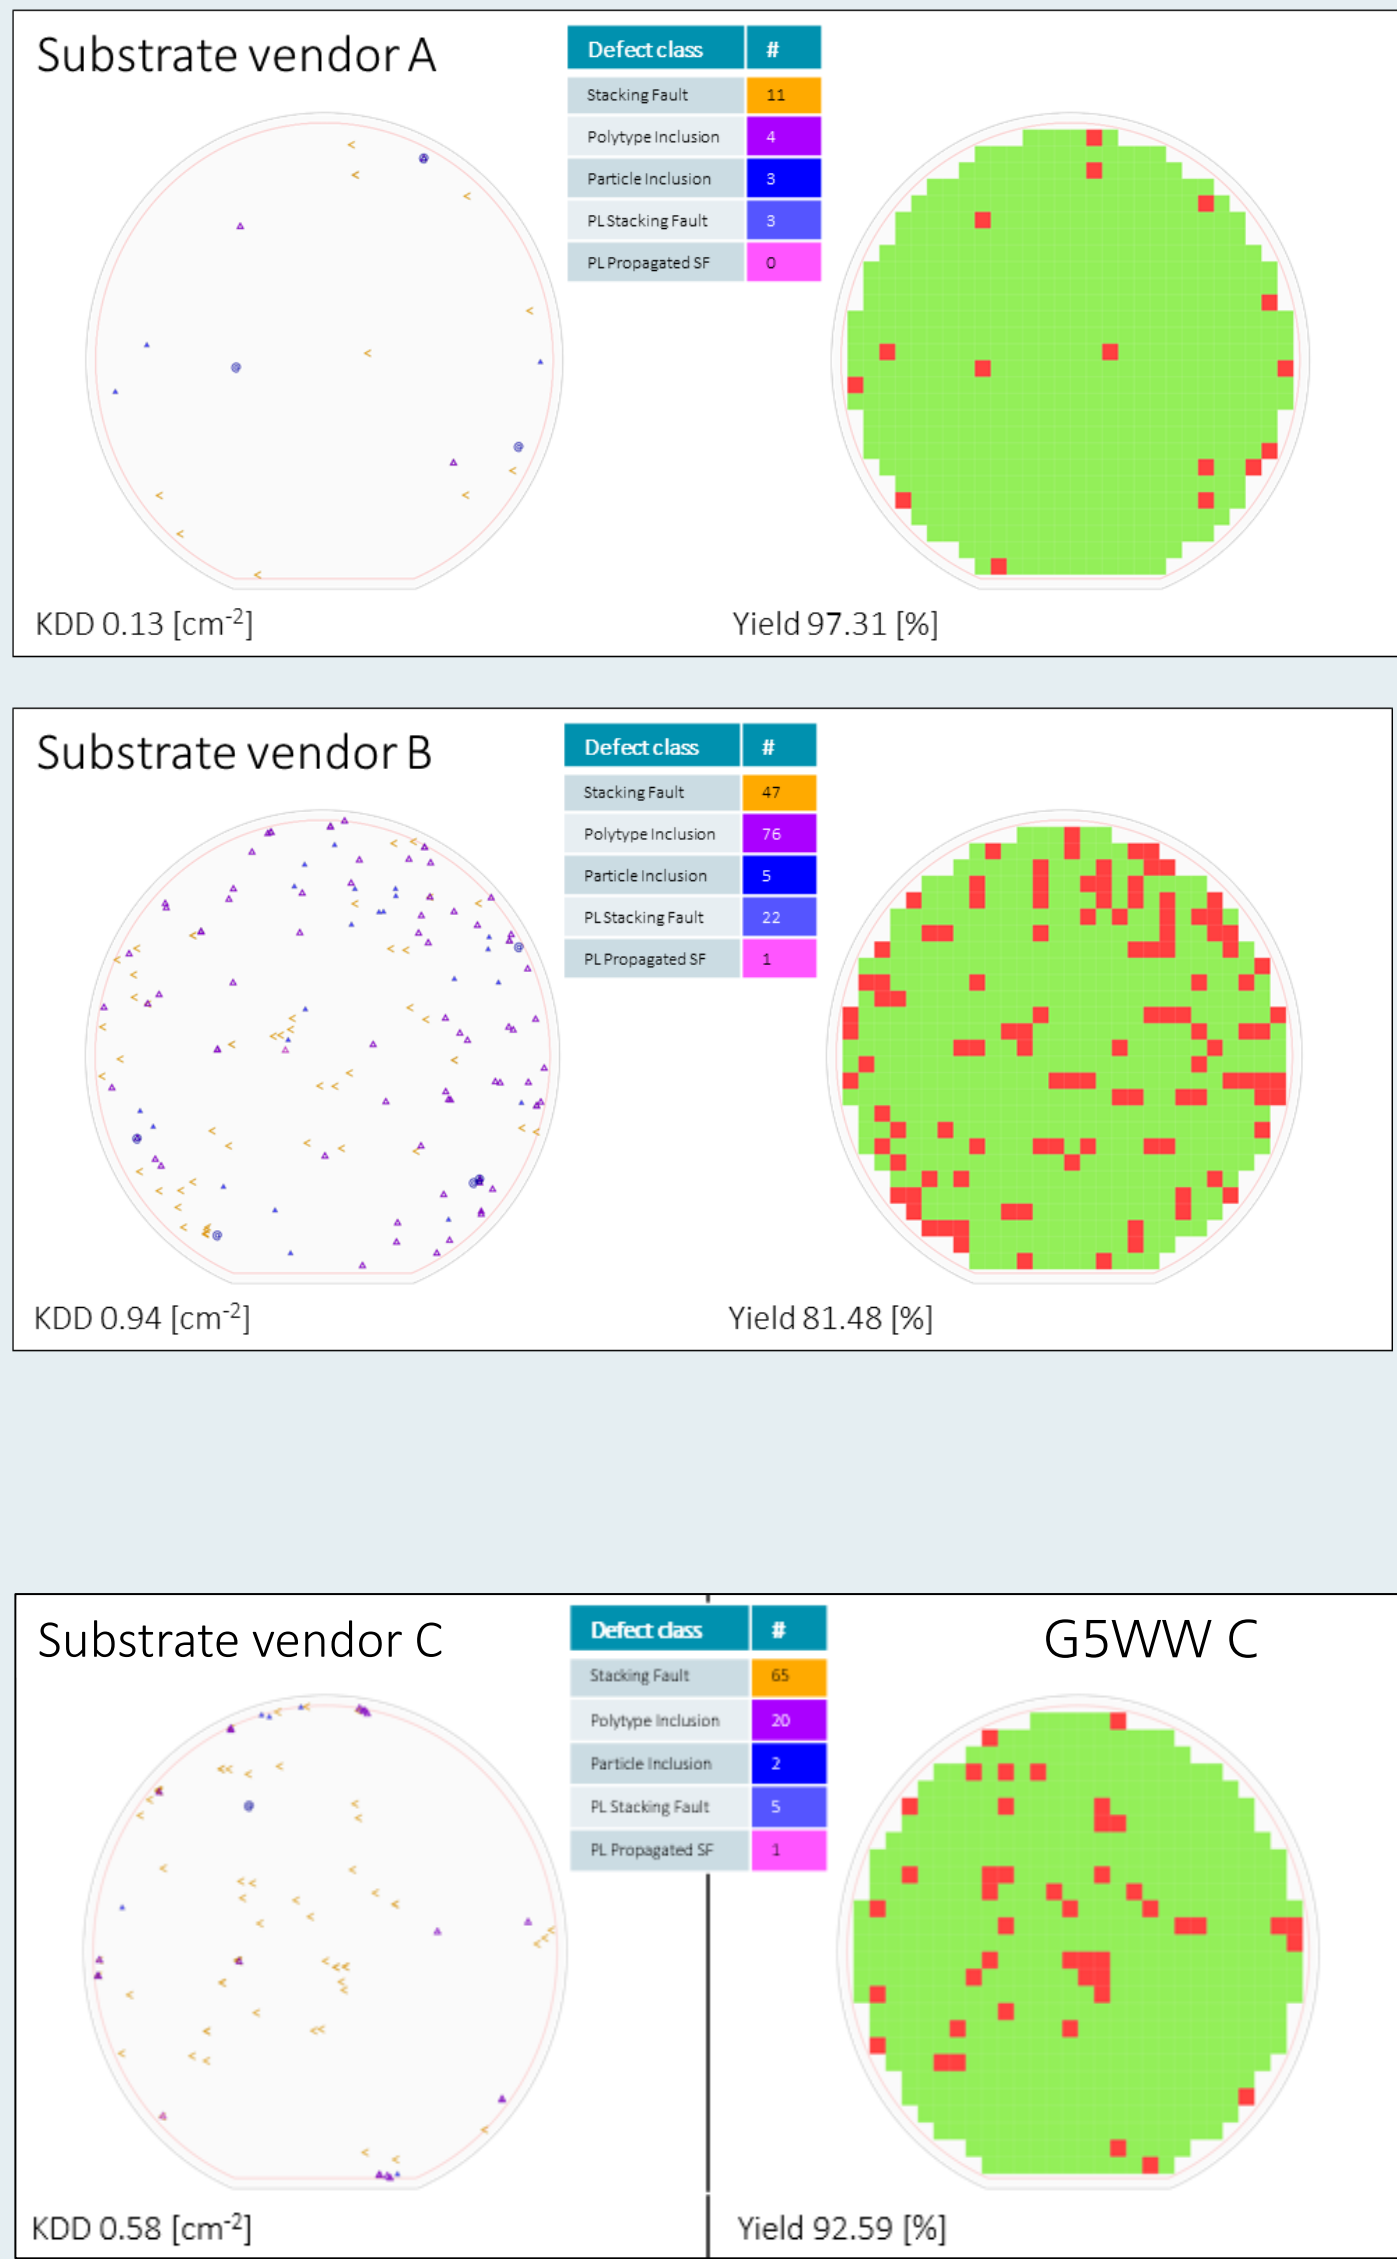 Substrate vendor A
Defect class #
Stacking Fault 11
Polytype Inclusion 4
Particle Inclusion 3
PL Stacking Fault 3
PL Propagated SF 0
KDD 0.13 [cm⁻²]
Yield 97.31 [%]
Substrate vendor B
Defect class #
Stacking Fault 47
Polytype Inclusion 76
Particle Inclusion 5
PL Stacking Fault 22
PL Propagated SF 1
KDD 0.94 [cm⁻²]
Yield 81.48 [%]
Substrate vendor C
Defect class #
Stacking Fault 65
Polytype Inclusion 20
Particle Inclusion 2
PL Stacking Fault 5
PL Propagated SF 1
G5WW C
KDD 0.58 [cm⁻²]
Yield 92.59 [%]